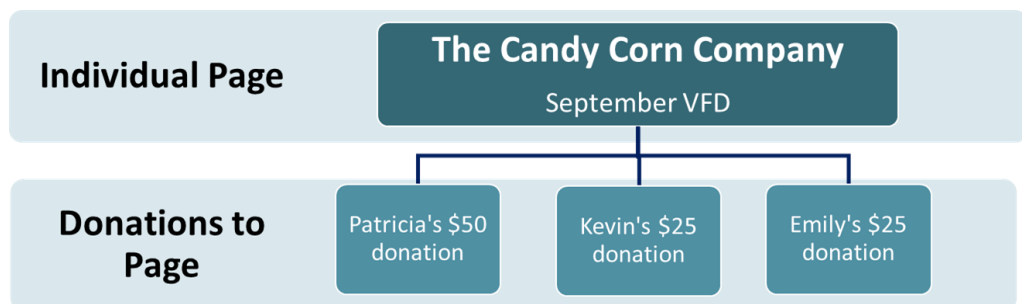 Individual Page
The Candy Corn Company
September VFD
Donations to
Page
Patricia's $50
donation
Kevin's $25
donation
Emily's $25
donation